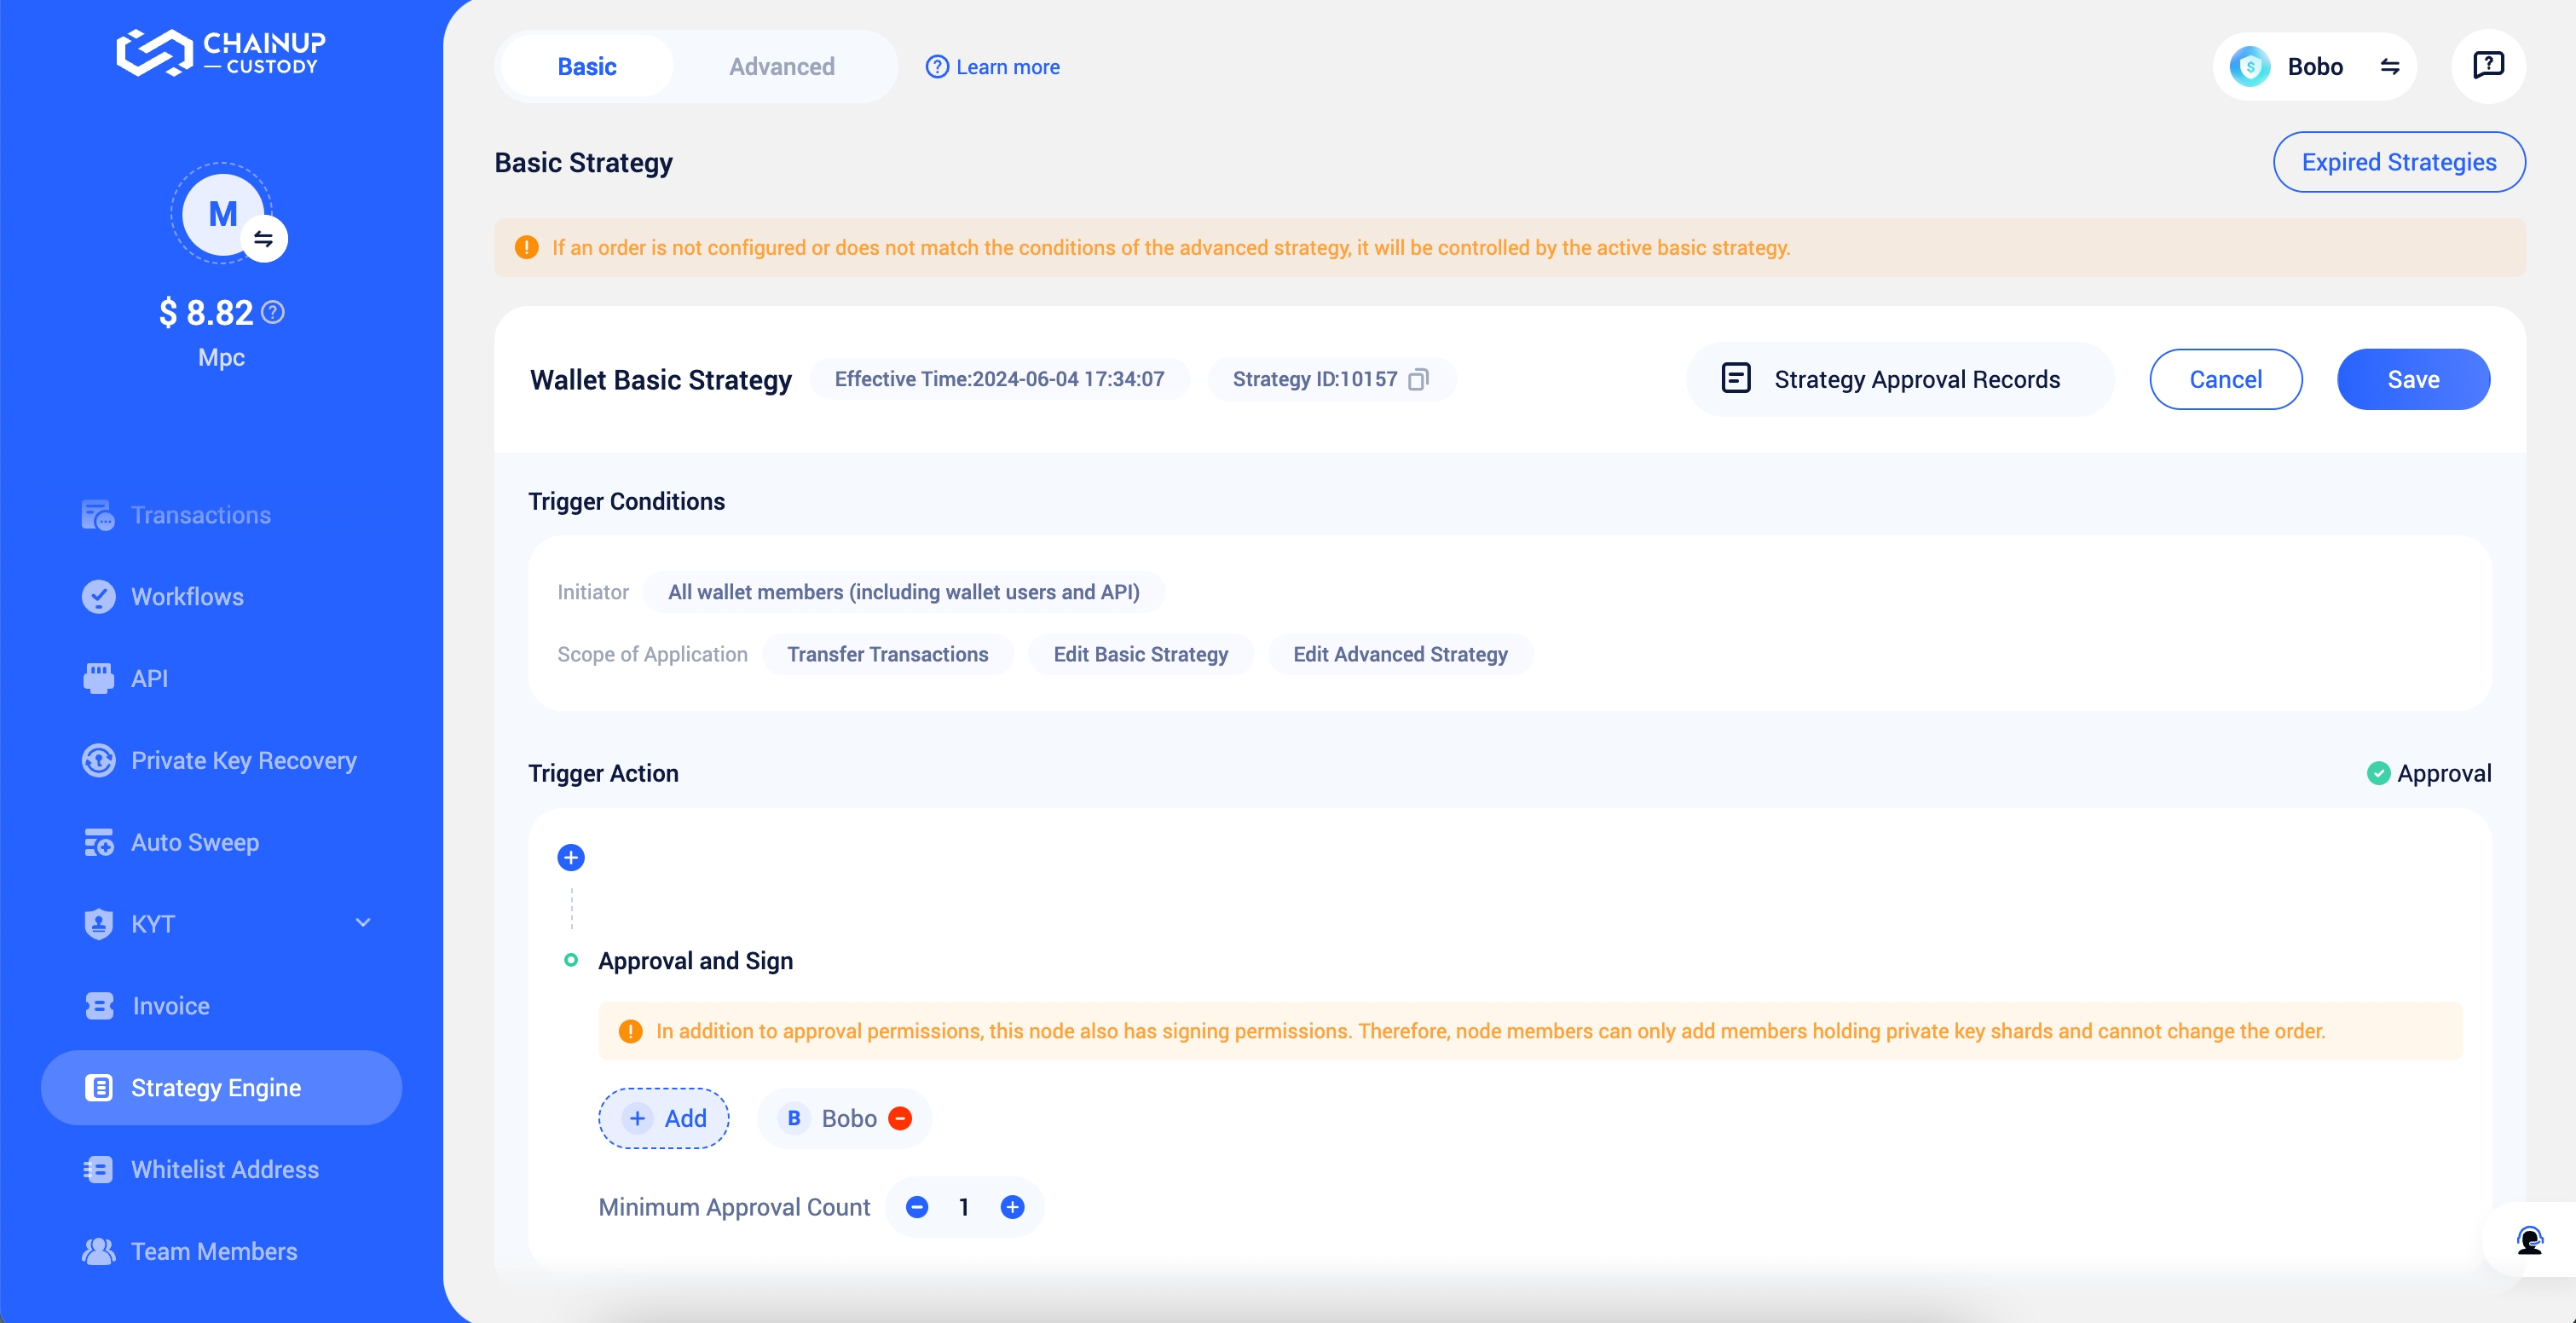 CHAINUP
CUSTODY
M
$ 8.82
Mpc
Transactions
Workflows
API
Private Key Recovery
Auto Sweep
KYT
Invoice
Strategy Engine
Whitelist Address
Team Members
Basic
Advanced
Learn more
Bobo
Basic Strategy
Expired Strategies
If an order is not configured or does not match the conditions of the advanced strategy, it will be controlled by the active basic strategy.
Wallet Basic Strategy
Effective Time:2024-06-04 17:34:07
Strategy ID:10157
Strategy Approval Records
Cancel
Save
Trigger Conditions
Initiator
All wallet members (including wallet users and API)
Scope of Application
Transfer Transactions
Edit Basic Strategy
Edit Advanced Strategy
Trigger Action
Approval
Approval and Sign
In addition to approval permissions, this node also has signing permissions. Therefore, node members can only add members holding private key shards and cannot change the order.
Add
B
Bobo
Minimum Approval Count
1